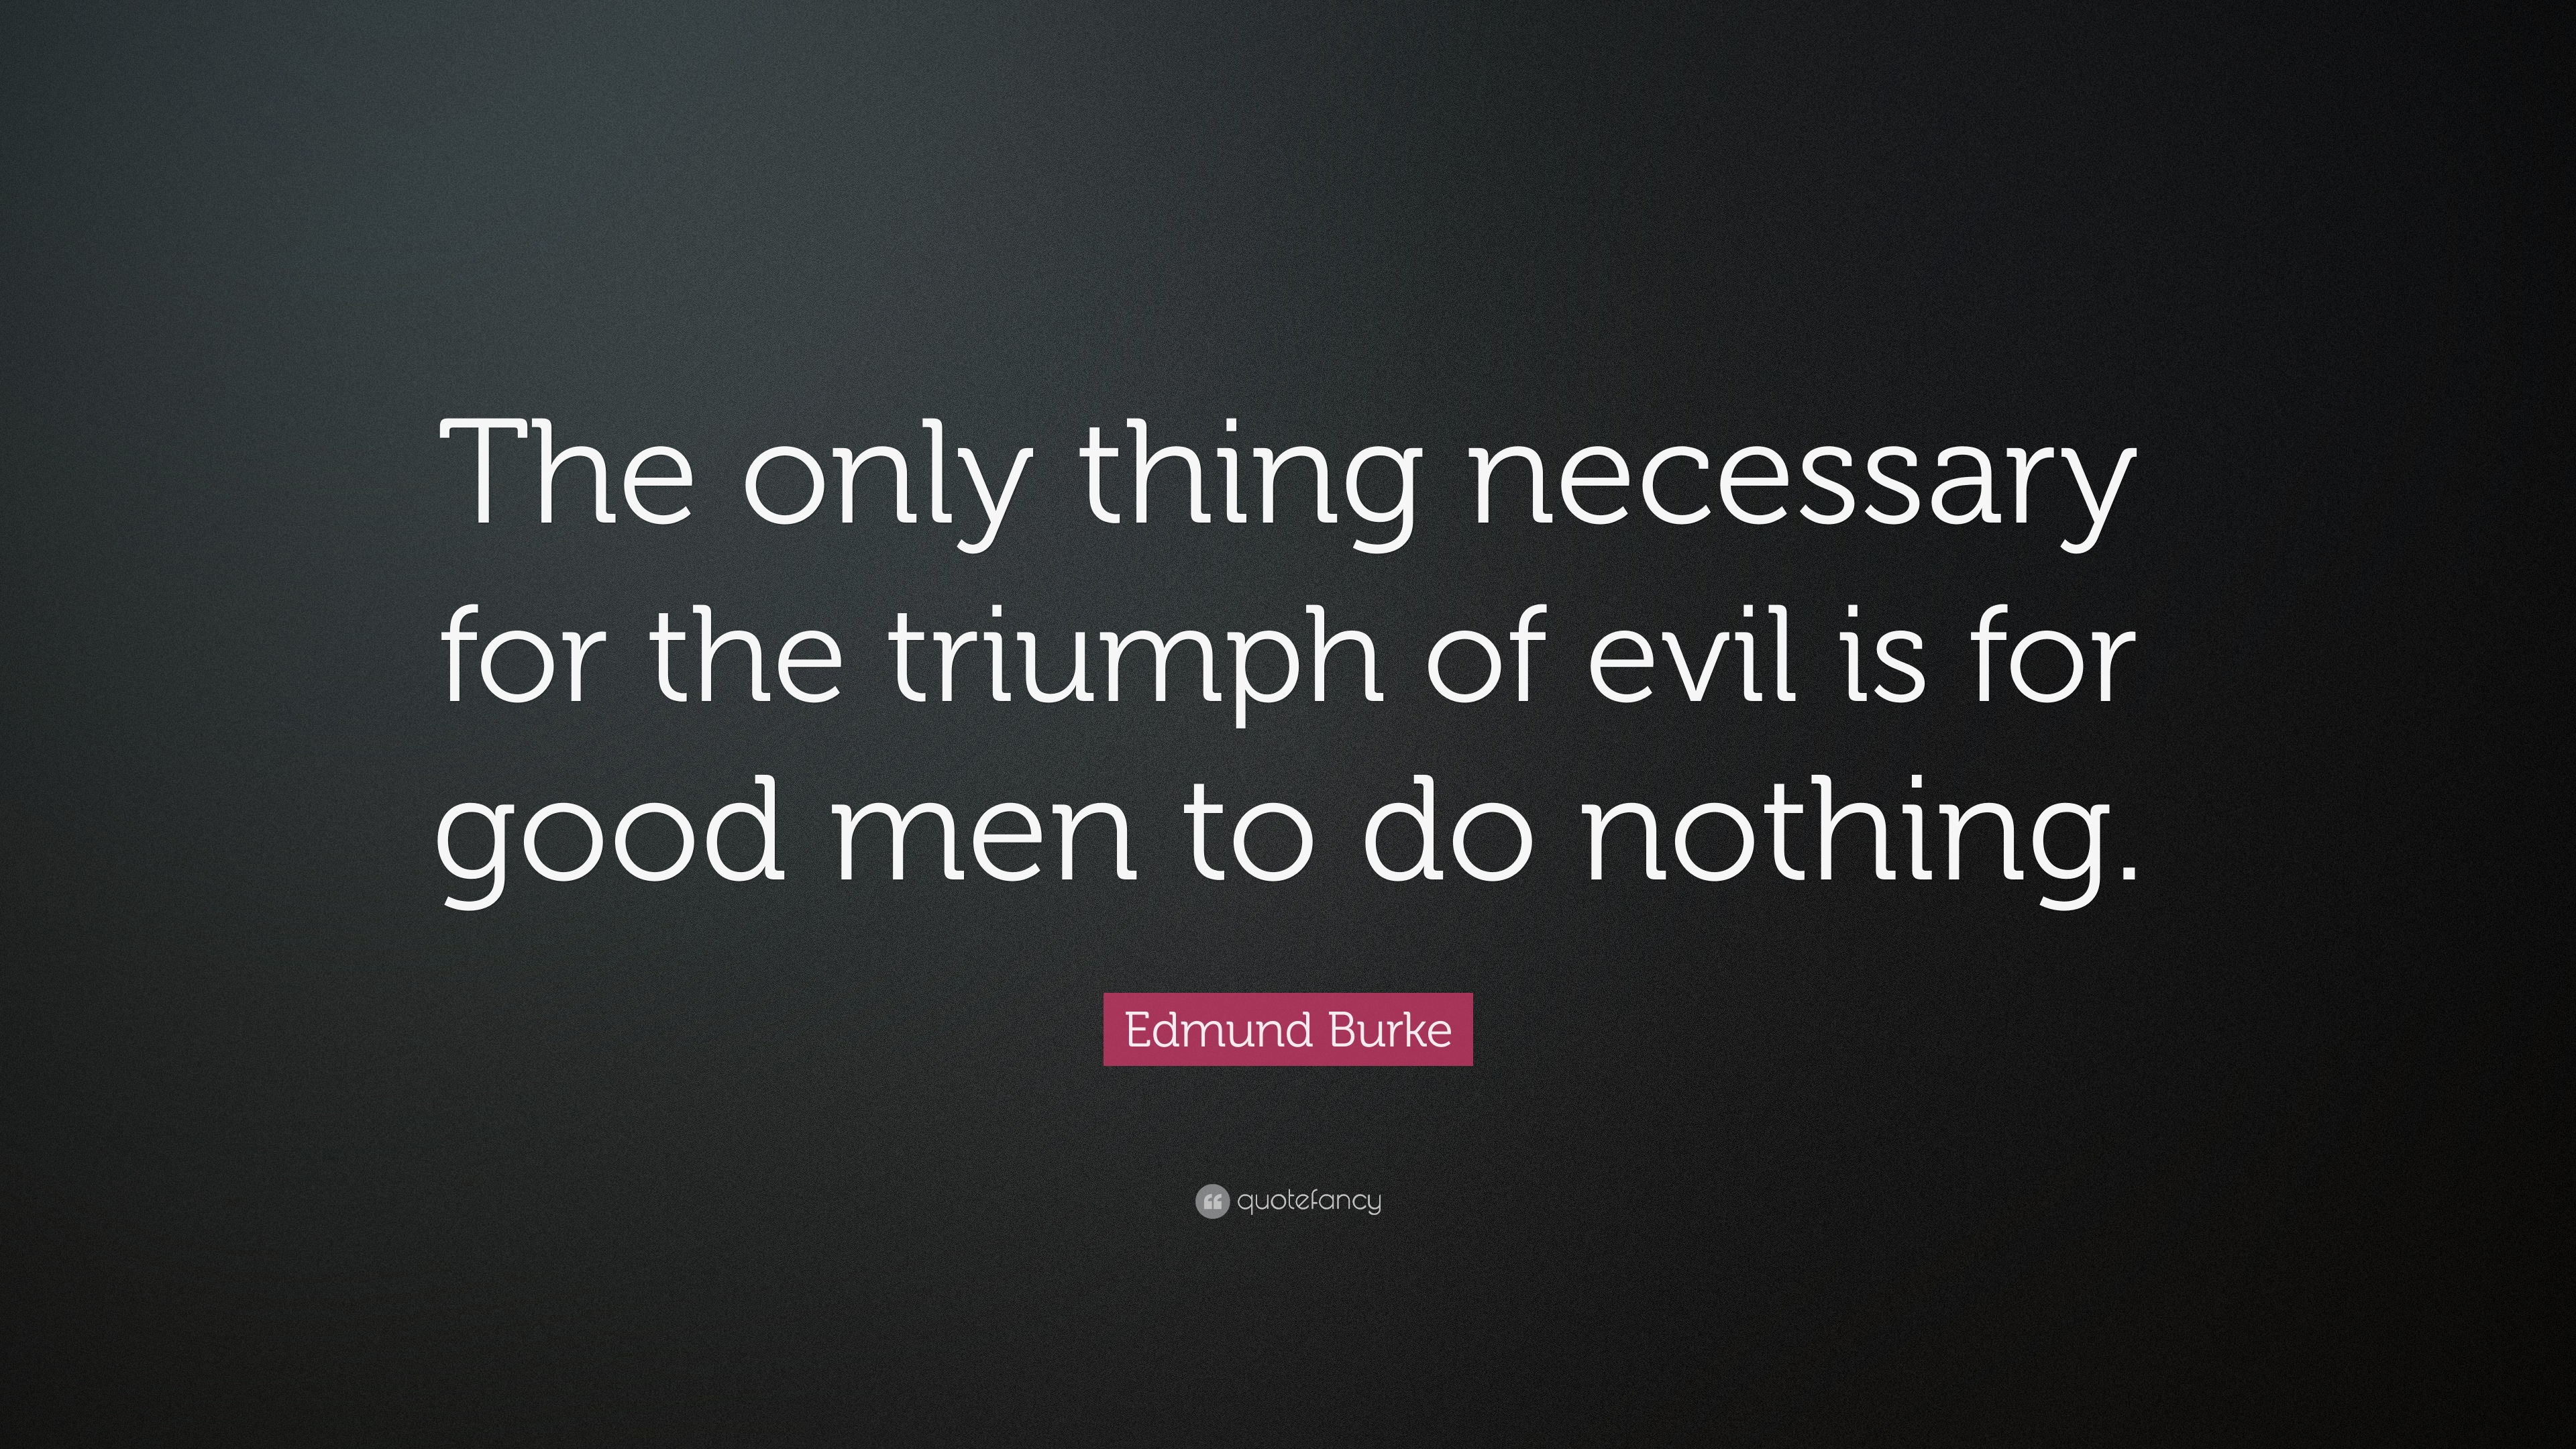 The only thing necessary
for the triumph of evil is for
good men to do nothing.
Edmund Burke
quotefancy